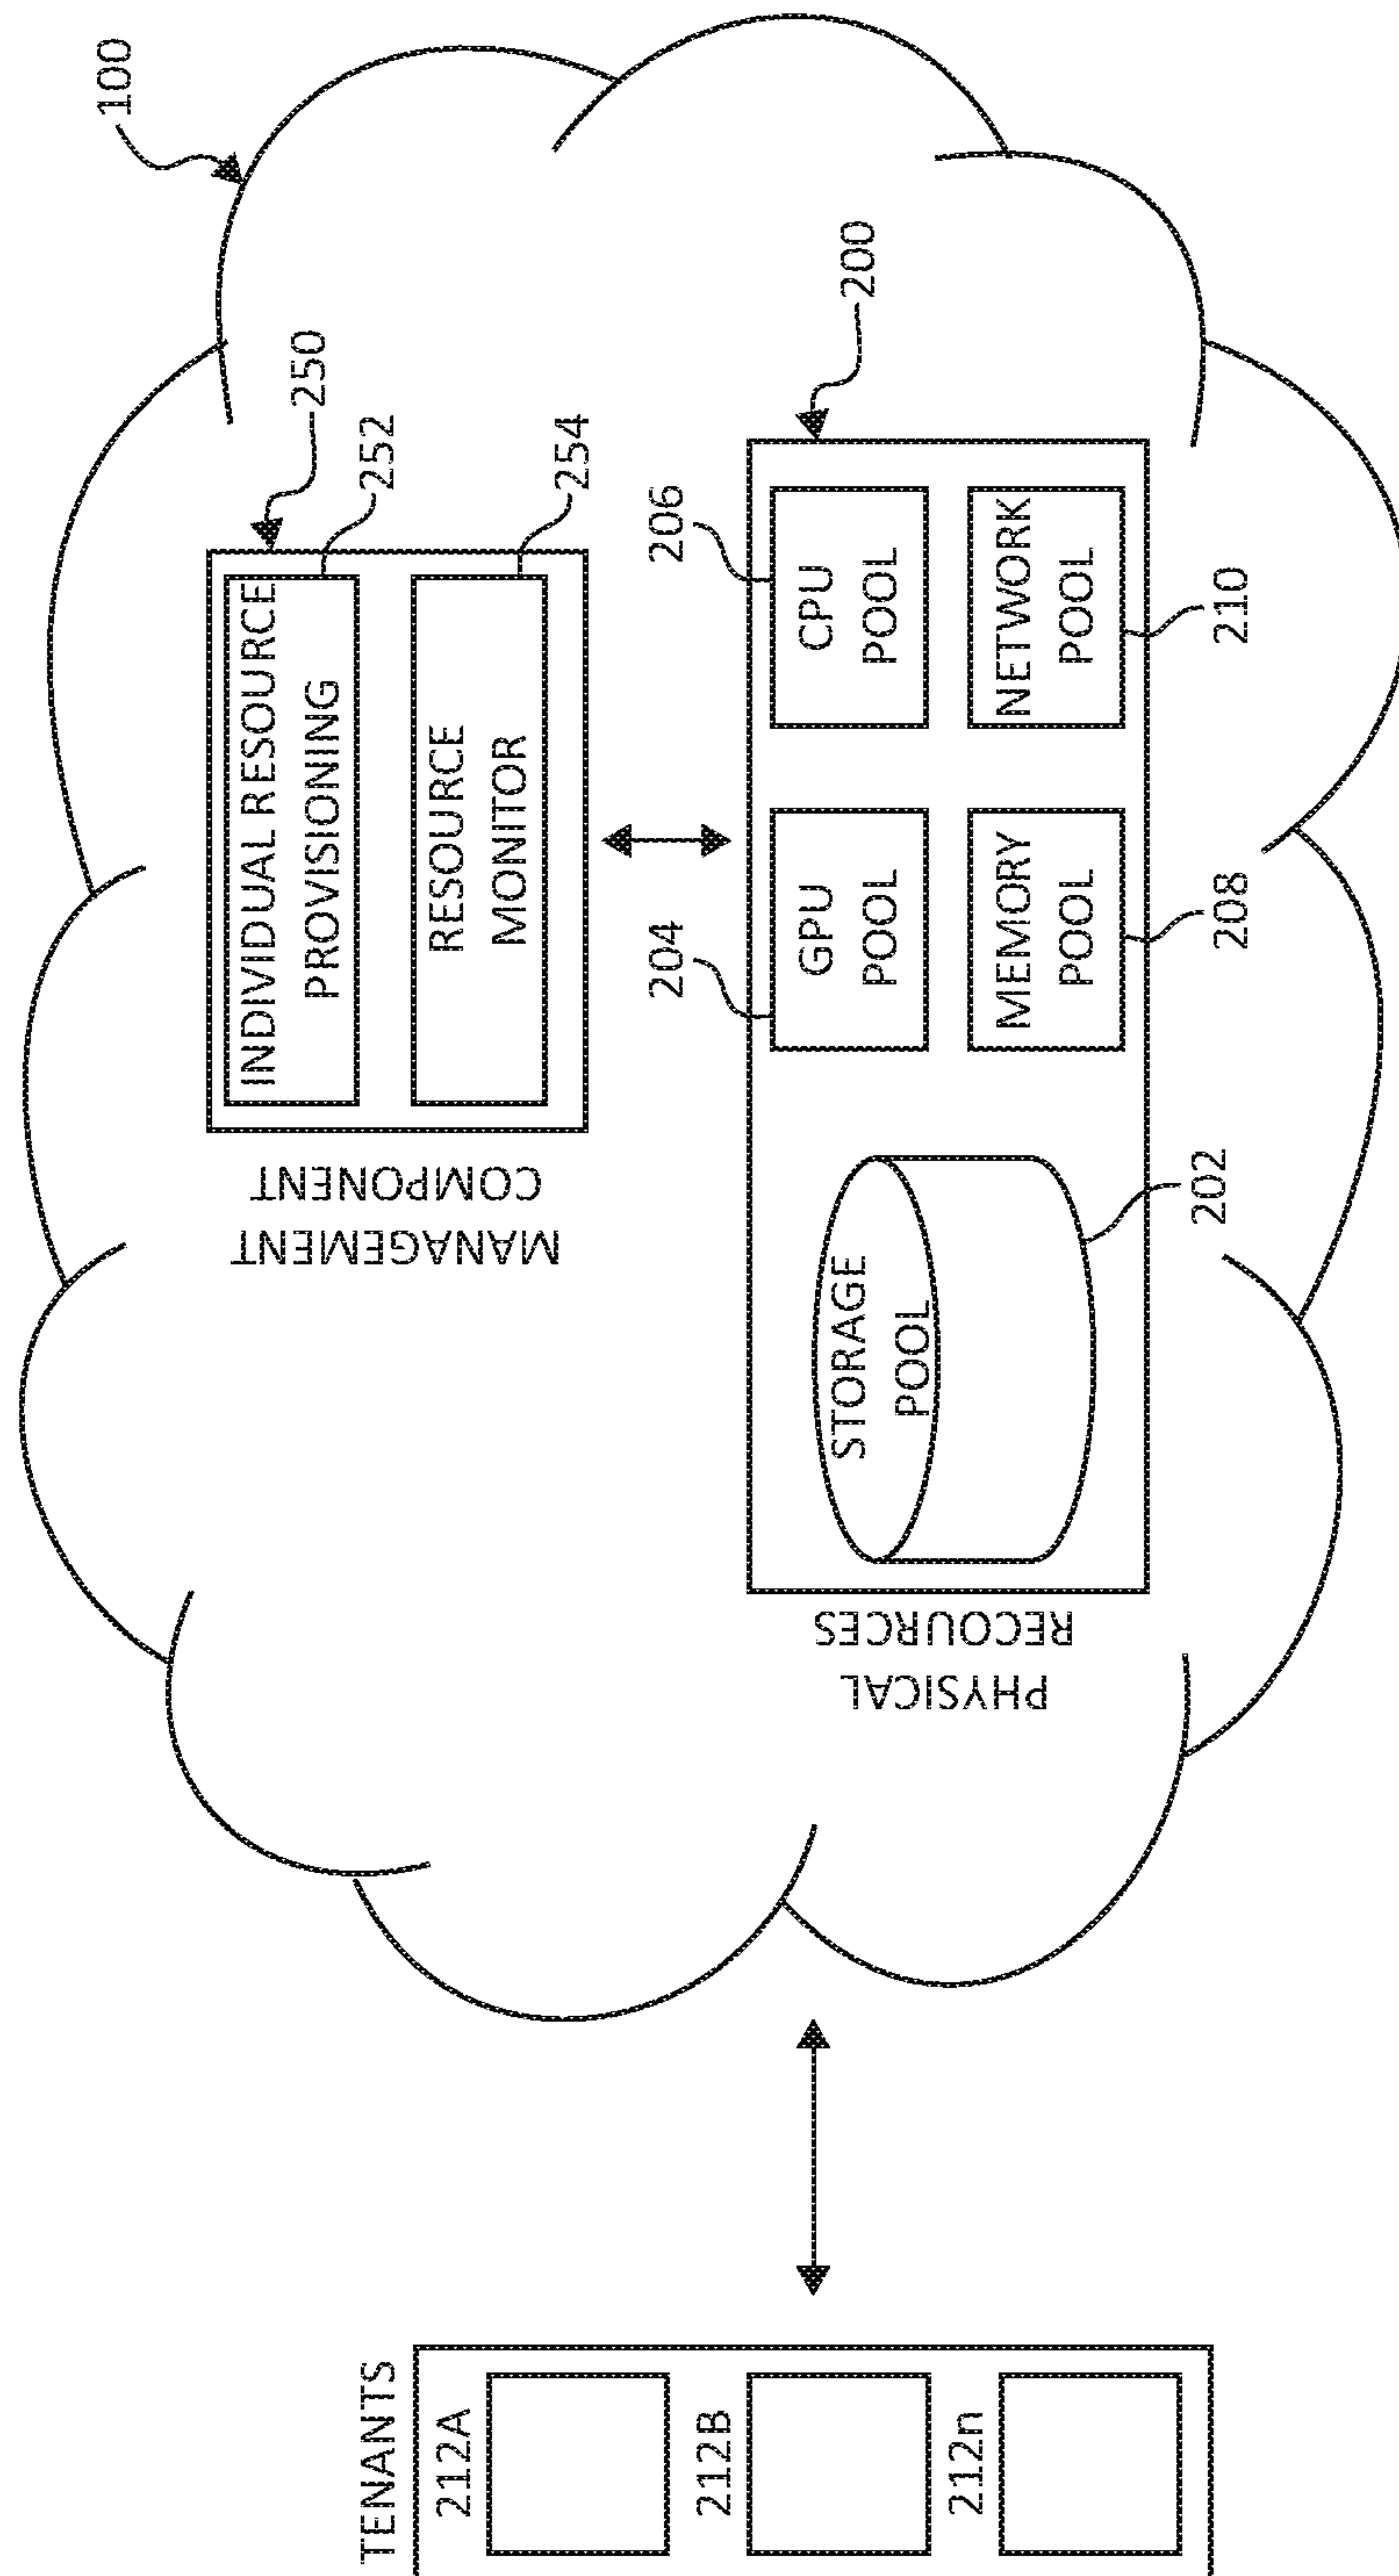 TENANTS
212A
212B
212n
100
MANAGEMENT
COMPONENT
250
INDIVIDUAL RESOURCE
PROVISIONING
252
RESOURCE
MONITOR
254
PHYSICAL
RECOURCES
200
STORAGE
POOL
202
204
GPU
POOL
206
CPU
POOL
MEMORY
POOL
208
NETWORK
POOL
210